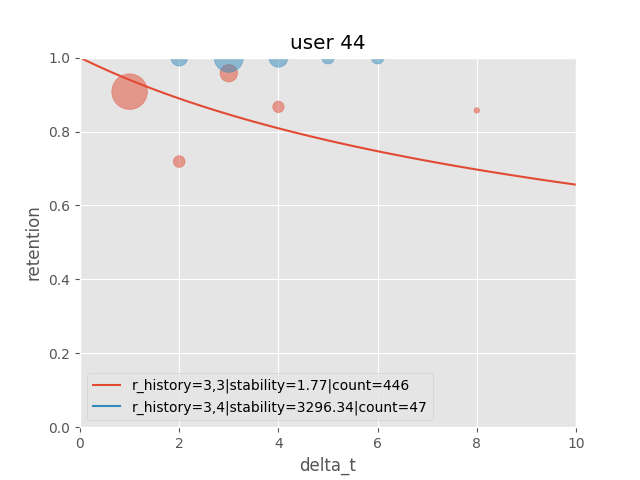 user 44
1.0
0.8
0.6
0.4
0.2
0.0
retention
r_history=3,3|stability=1.77|count=446
r_history=3,4|stability=3296.34|count=47
0 2 4 6 8 10
delta_t